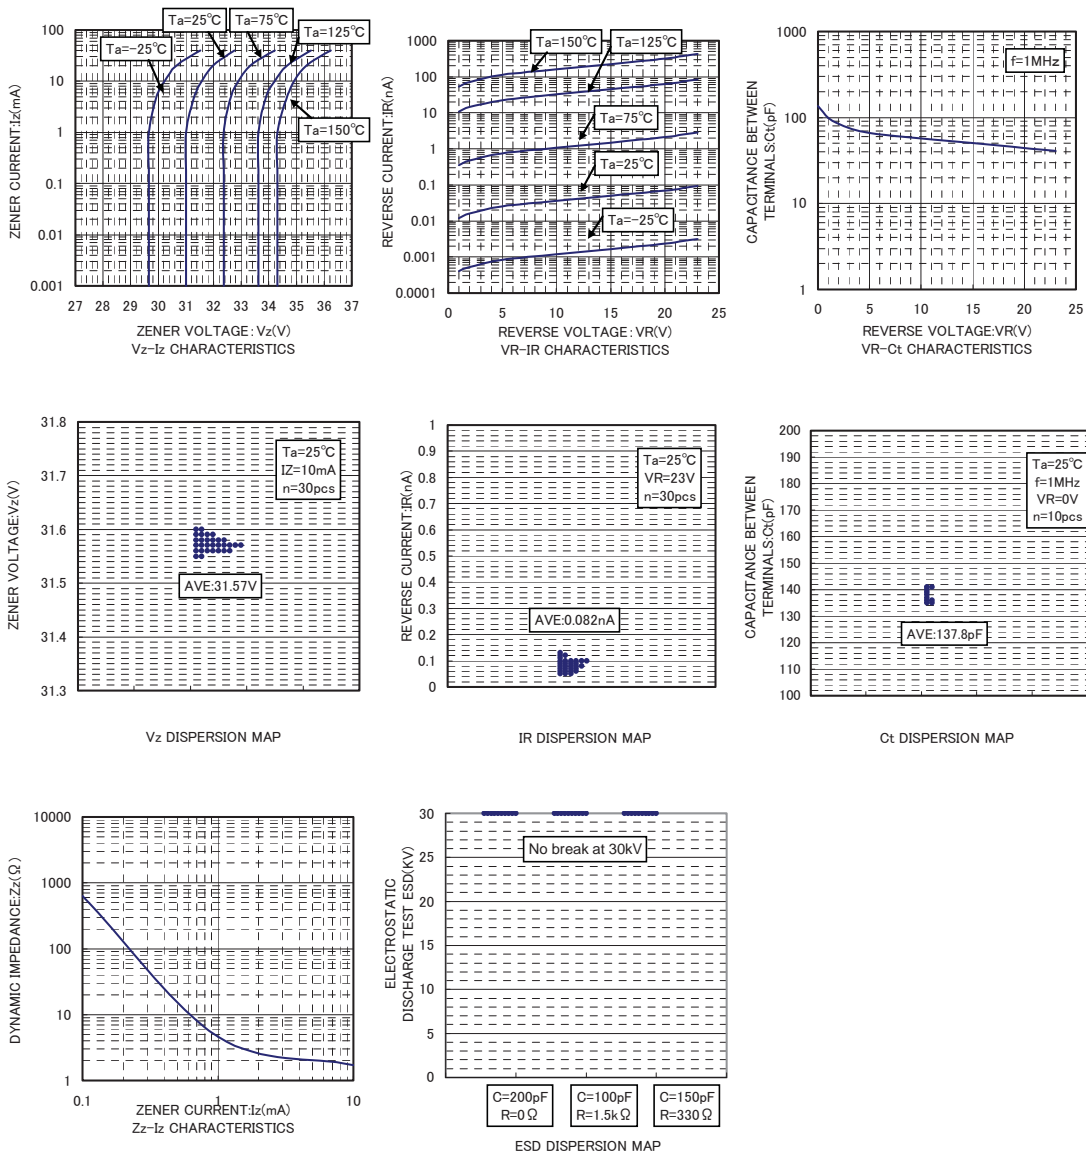 Ta=25℃
Ta=75℃
Ta=125℃
Ta=-25℃
Ta=150℃
100
10
1
0.1
0.01
0.001
ZENER CURRENT:Iz(mA)
27 28 29 30 31 32 33 34 35 36 37
ZENER VOLTAGE:Vz(V)
Vz-Iz CHARACTERISTICS
Ta=150℃
Ta=125℃
Ta=75℃
Ta=25℃
Ta=-25℃
1000
100
10
1
0.1
0.01
0.001
0.0001
REVERSE CURRENT:IR(nA)
0 5 10 15 20 25
REVERSE VOLTAGE:VR(V)
VR-IR CHARACTERISTICS
f=1MHz
1000
100
10
1
CAPACITANCE BETWEEN
TERMINALS:Ct(pF)
0 5 10 15 20 25
REVERSE VOLTAGE:VR(V)
VR-Ct CHARACTERISTICS
31.8
31.7
31.6
31.5
31.4
31.3
ZENER VOLTAGE:Vz(V)
Ta=25℃
IZ=10mA
n=30pcs
AVE:31.57V
Vz DISPERSION MAP
1
0.9
0.8
0.7
0.6
0.5
0.4
0.3
0.2
0.1
0
REVERSE CURRENT:IR(nA)
Ta=25℃
VR=23V
n=30pcs
AVE:0.082nA
IR DISPERSION MAP
200
190
180
170
160
150
140
130
120
110
100
CAPACITANCE BETWEEN
TERMINALS:Ct(pF)
Ta=25℃
f=1MHz
VR=0V
n=10pcs
AVE:137.8pF
Ct DISPERSION MAP
10000
1000
100
10
1
DYNAMIC IMPEDANCE:Zz(Ω)
0.1 1 10
ZENER CURRENT:Iz(mA)
Zz-Iz CHARACTERISTICS
30
25
20
15
10
5
0
ELECTROSTATIC
DISCHARGE TEST ESD(KV)
No break at 30kV
C=200pF
R=0Ω
C=100pF
R=1.5kΩ
C=150pF
R=330Ω
ESD DISPERSION MAP